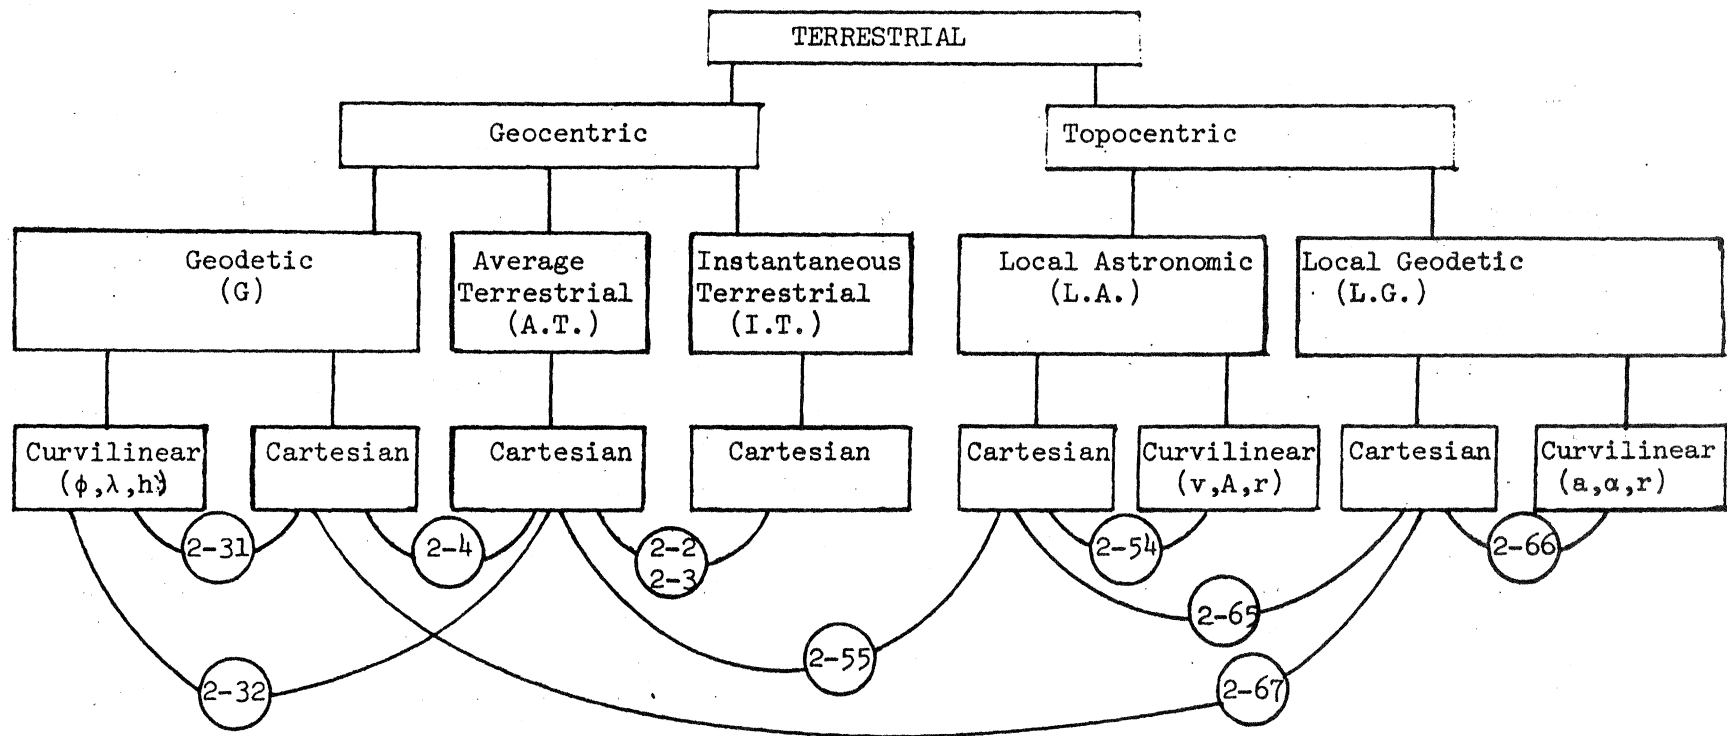 TERRESTRIAL
Geocentric
Topocentric
Geodetic
(G)
Average
Terrestrial
(A.T.)
Instantaneous
Terrestrial
(I.T.)
Local Astronomic
(L.A.)
Local Geodetic
(L.G.)
Curvilinear
(ϕ,λ,h)
Cartesian
Cartesian
Cartesian
Cartesian
Curvilinear
(v,A,r)
Cartesian
Curvilinear
(a,α,r)
2-31
2-4
2-2
2-3
2-54
2-66
2-65
2-55
2-32
2-67